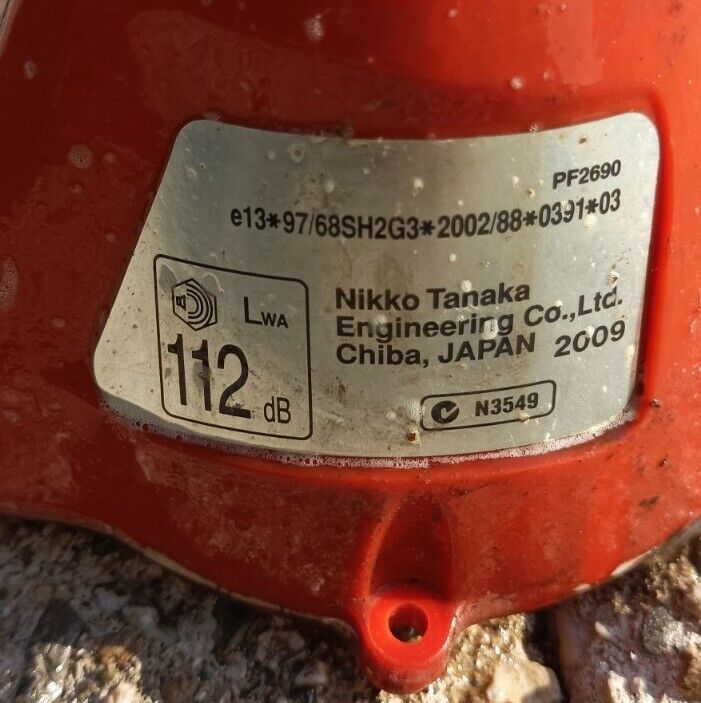 PF2690
e13*97/68SH2G3*2002/88*0391*03
LWA
112 dB
Nikko Tanaka
Engineering Co.,Ltd.
Chiba, JAPAN 2009
N3549